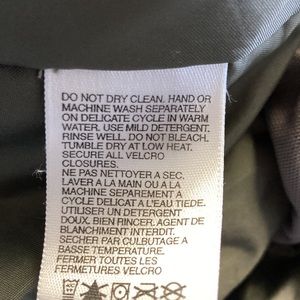 DO NOT DRY CLEAN. HAND OR
MACHINE WASH SEPARATELY
ON DELICATE CYCLE IN WARM
WATER. USE MILD DETERGENT.
RINSE WELL. DO NOT BLEACH.
TUMBLE DRY AT LOW HEAT.
SECURE ALL VELCRO
CLOSURES.
NE PAS NETTOYER A SEC.
LAVER A LA MAIN OU A LA
MACHINE SEPAREMENT A
CYCLE DELICAT A L'EAU TIEDE.
UTILISER UN DETERGENT
DOUX. BIEN RINCER. AGENT DE
BLANCHIMENT INTERDIT.
SECHER PAR CULBUTAGE A
BASSE TEMPERATURE.
FERMER TOUTES LES
FERMETURES VELCRO